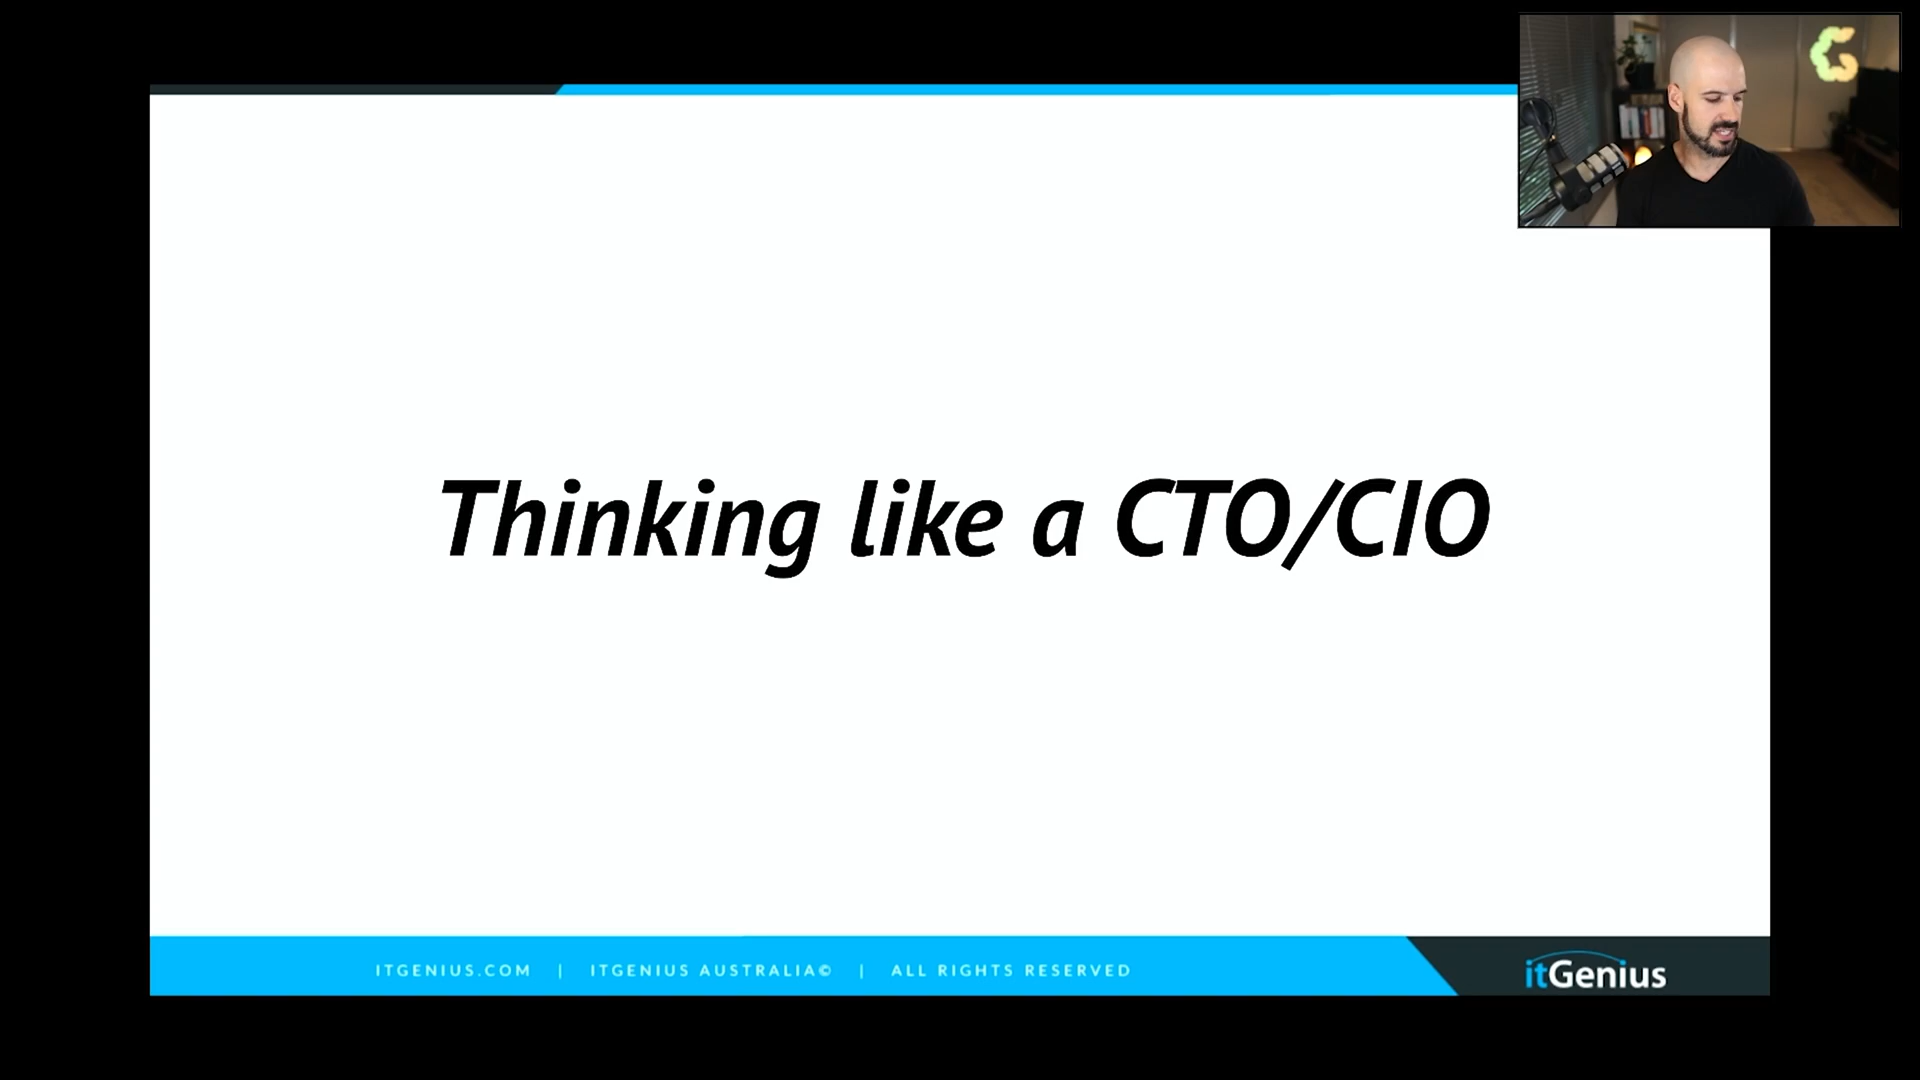 Thinking like a CTO/CIO
ITGENIUS.COM | ITGENIUS AUSTRALIA© | ALL RIGHTS RESERVED
itGenius